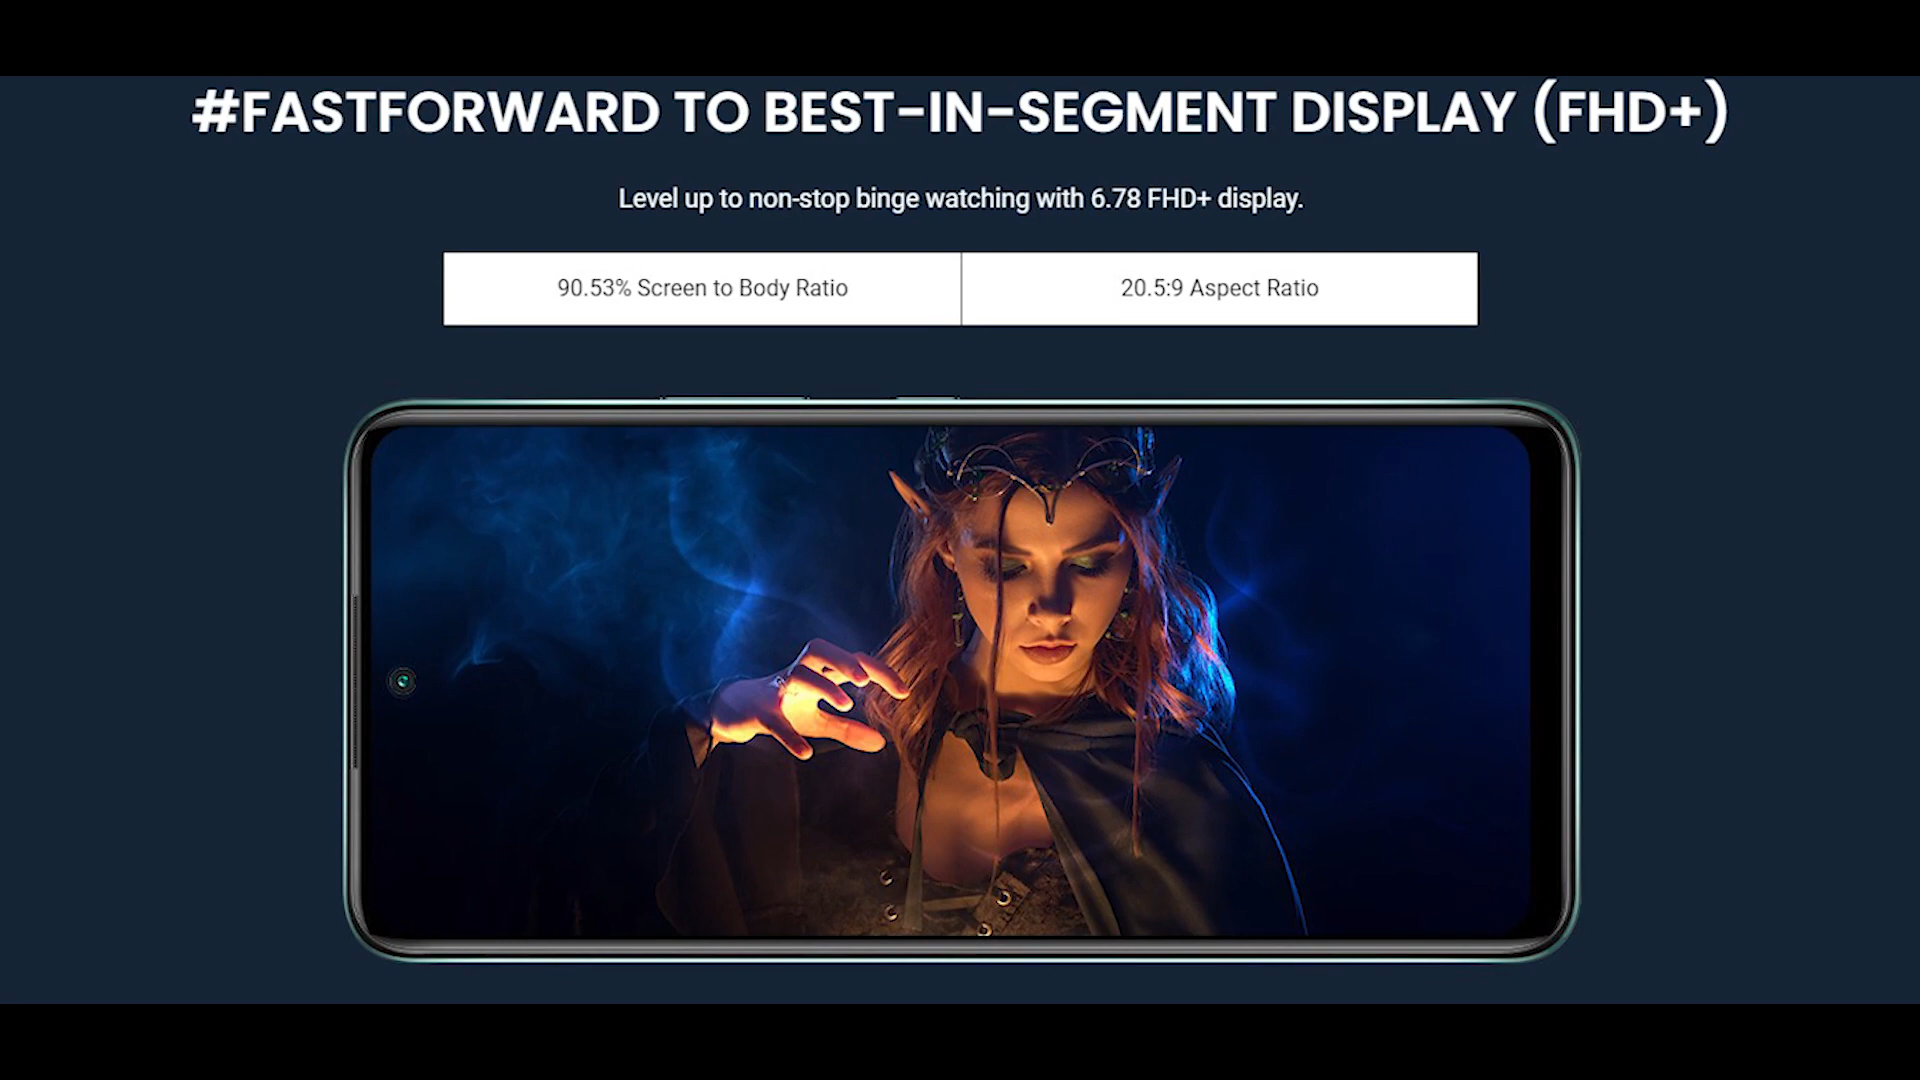 #FASTFORWARD TO BEST-IN-SEGMENT DISPLAY (FHD+)
Level up to non-stop binge watching with 6.78 FHD+ display.
90.53% Screen to Body Ratio
20.5:9 Aspect Ratio